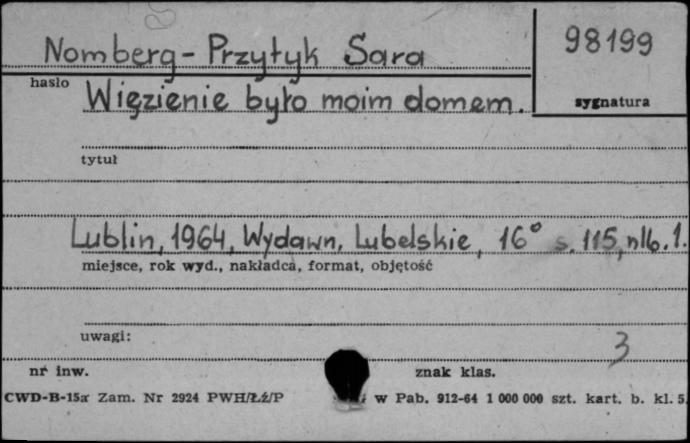 Nomberg-Przytyk Sara
98199
hasło
Więzienie było moim domem.
sygnatura
tytuł
Lublin, 1964, Wydawn. Lubelskie, 16° s. 115, nlb. 1.
miejsce, rok wyd., nakładca, format, objętość
uwagi:
3
nr inw.
znak klas.
CWD-B-15a Zam. Nr 2924 PWH/Łź/P w Pab. 912-64 1 000 000 szt. kart. b. kl. 5